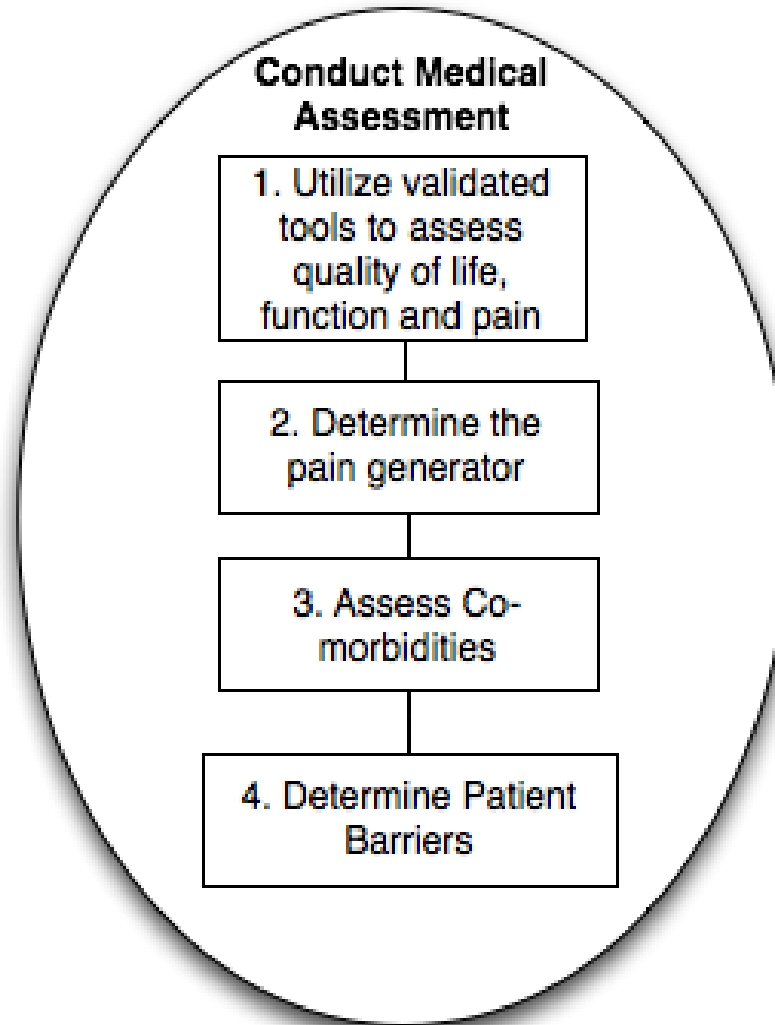 Conduct Medical
Assessment
1. Utilize validated
tools to assess
quality of life,
function and pain
2. Determine the
pain generator
3. Assess Co-
morbidities
4. Determine Patient
Barriers